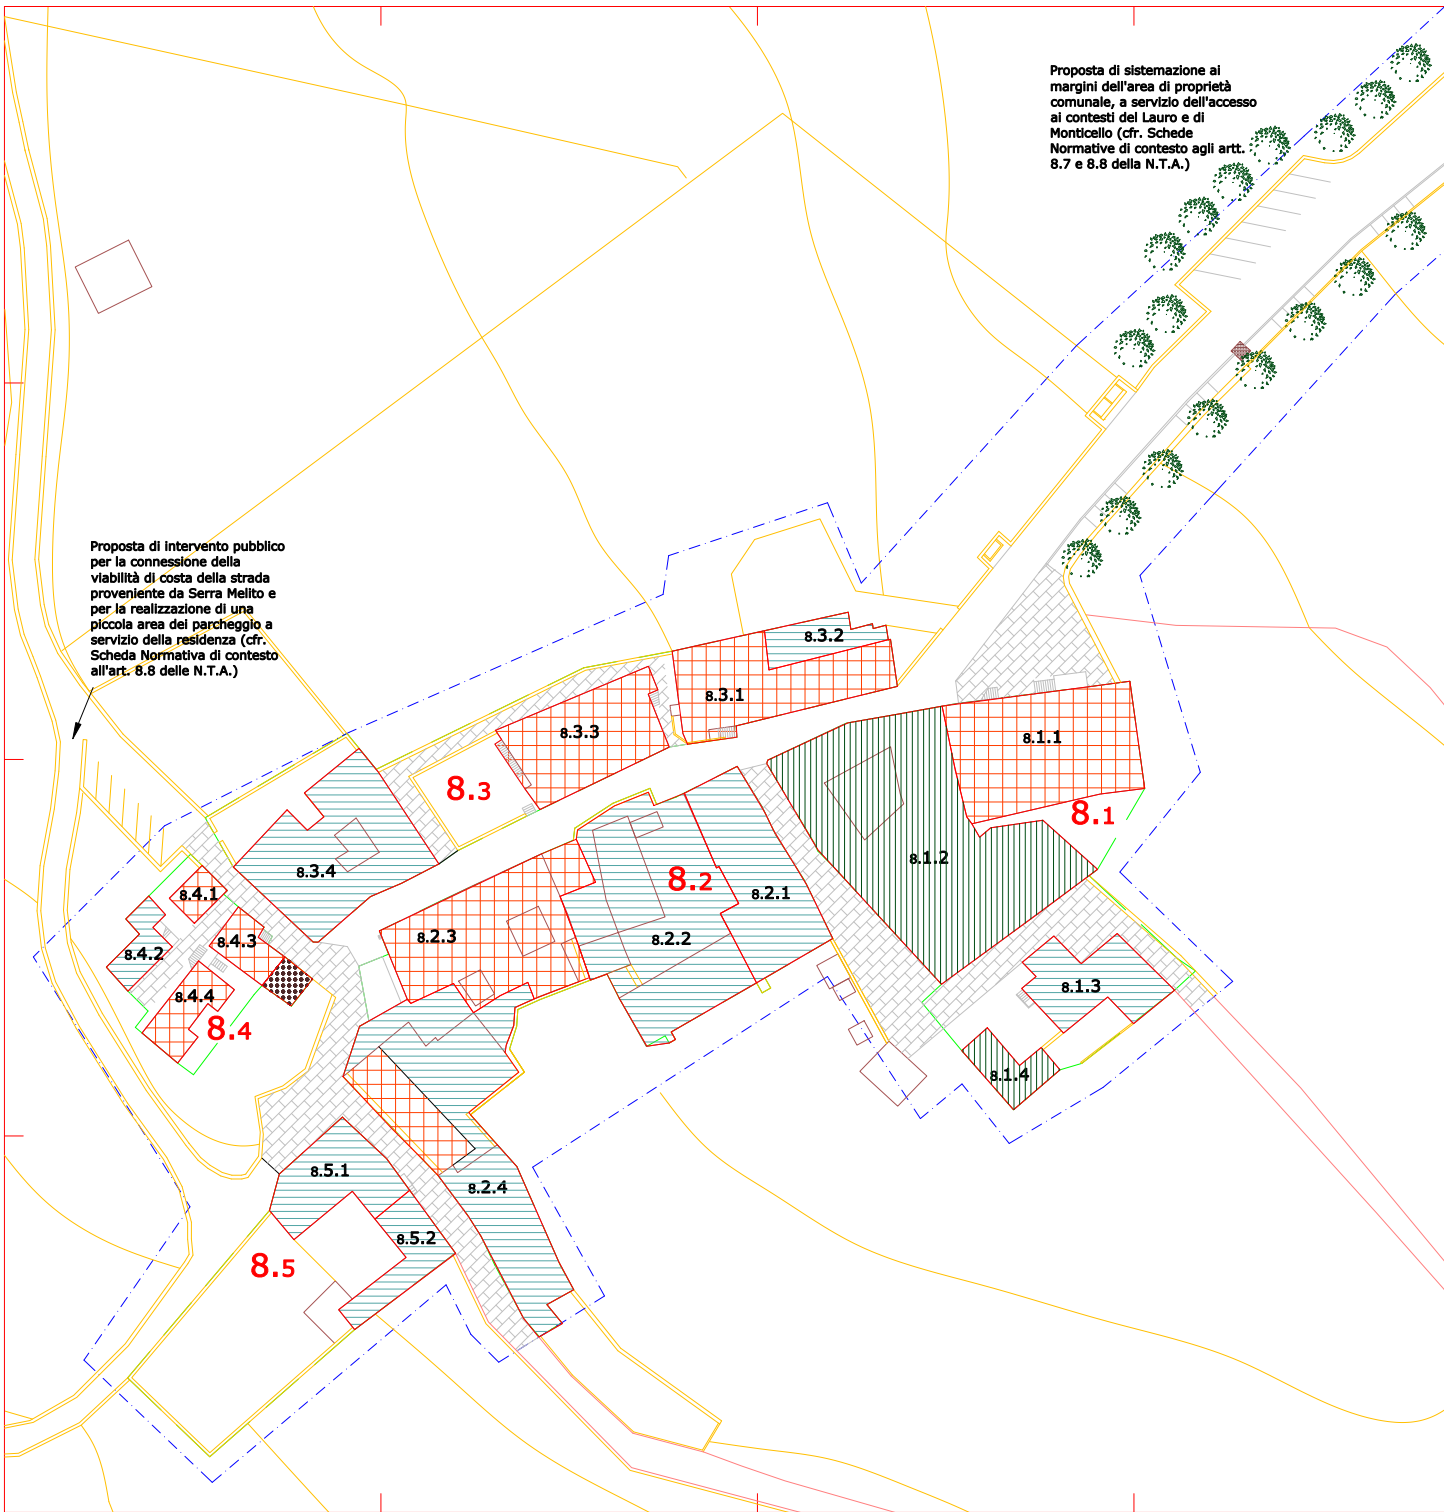 Proposta di sistemazione ai
margini dell'area di proprietà
comunale, a servizio dell'accesso
ai contesti del Lauro e di
Monticello (cfr. Schede
Normative di contesto agli artt.
8.7 e 8.8 della N.T.A.)
Proposta di intervento pubblico
per la connessione della
viabilità di costa della strada
proveniente da Serra Melito e
per la realizzazione di una
piccola area dei parcheggio a
servizio della residenza (cfr.
Scheda Normativa di contesto
all'art. 8.8 delle N.T.A.)
8.3.2
8.3.1
8.3.3
8.1.1
8.3
8.1
8.1.2
8.3.4
8.2
8.2.1
8.4.1
8.2.3
8.2.2
8.4.3
8.4.2
8.4.4
8.1.3
8.4
8.1.4
8.5.1
8.2.4
8.5.2
8.5